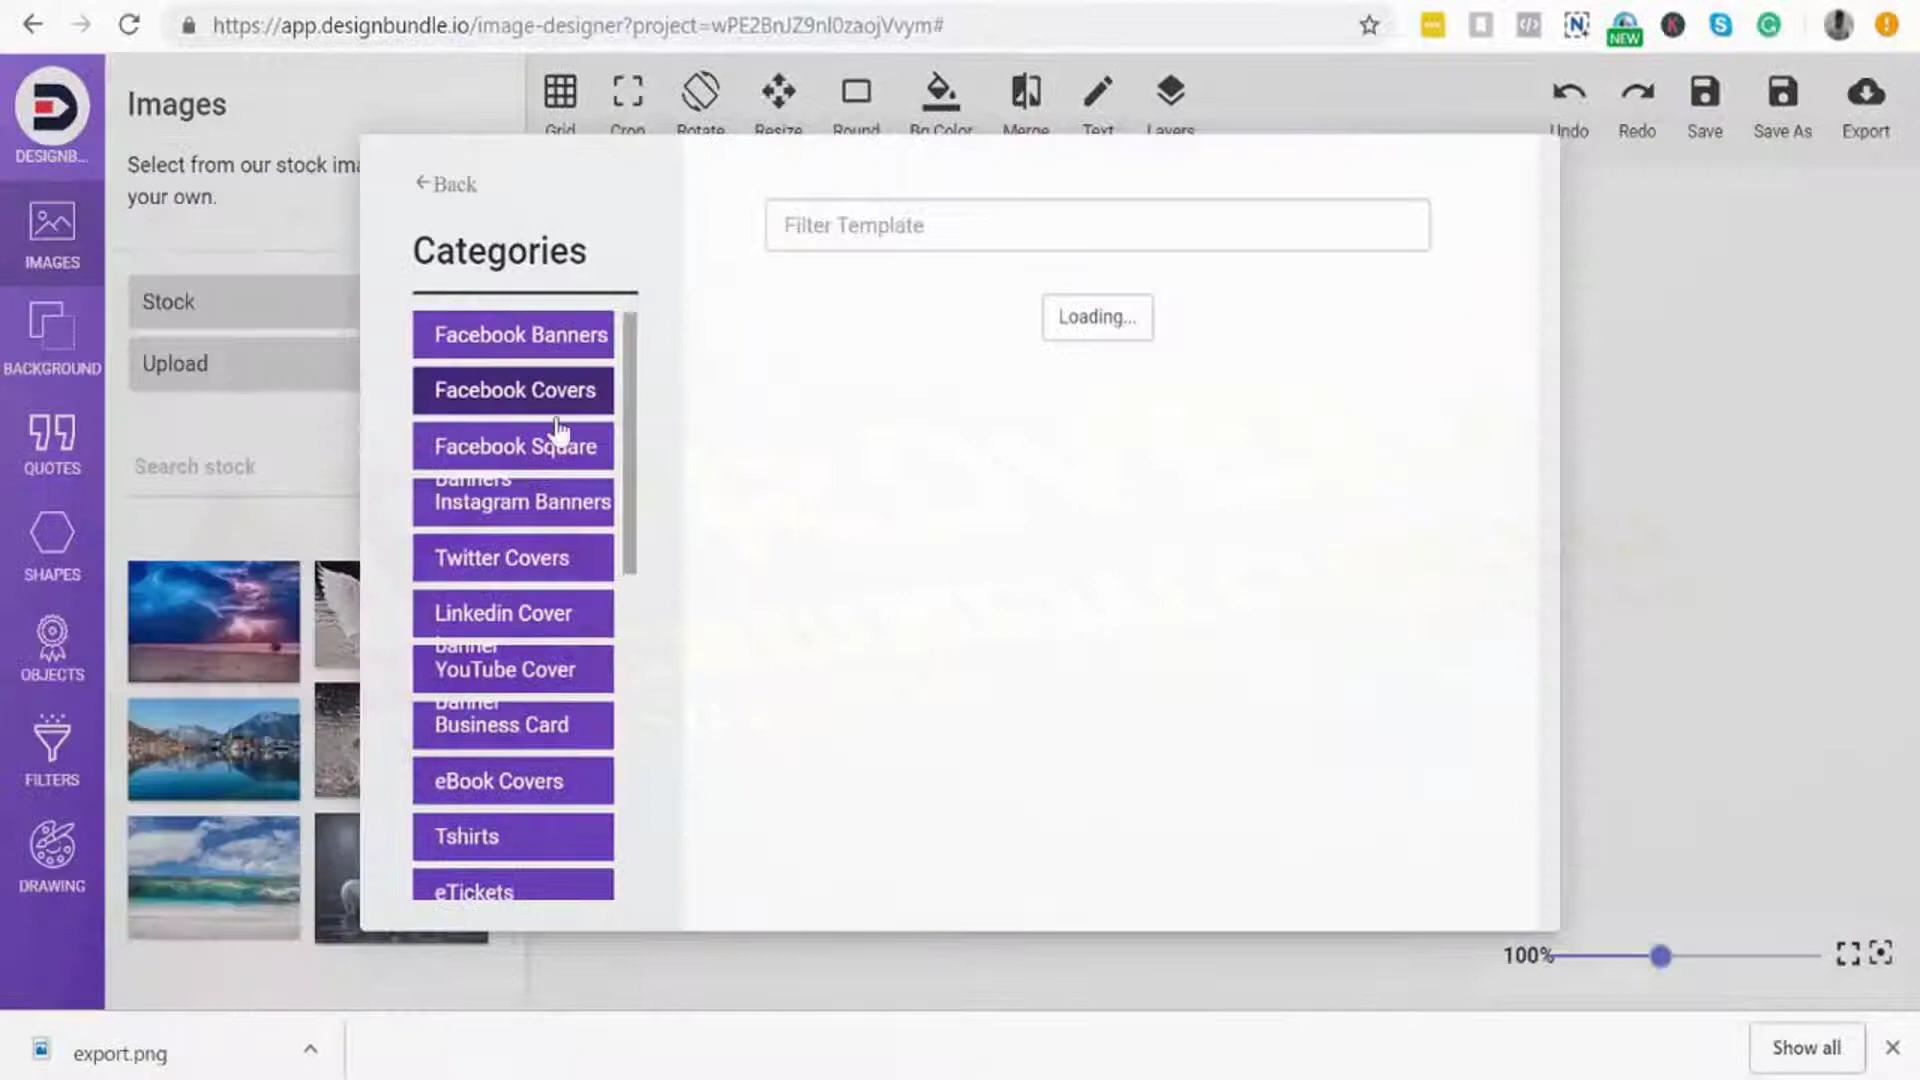 https://app.designbundle.io/image-designer?project=wPE2BnJZ9nl0zaojVvym#
NEW
DESIGNB...
IMAGES
BACKGROUND
QUOTES
SHAPES
OBJECTS
FILTERS
DRAWING
Images
Select from our stock ima
your own.
Stock
Upload
Search stock
Grid
Crop
Rotate
Resize
Round
Bg Color
Merge
Text
Layers
Undo
Redo
Save
Save As
Export
Back
Categories
Facebook Banners
Facebook Covers
Facebook Square
Banners
Instagram Banners
Twitter Covers
Linkedin Cover
banner
YouTube Cover
Banner
Business Card
eBook Covers
Tshirts
eTickets
Filter Template
Loading...
100%
export.png
Show all